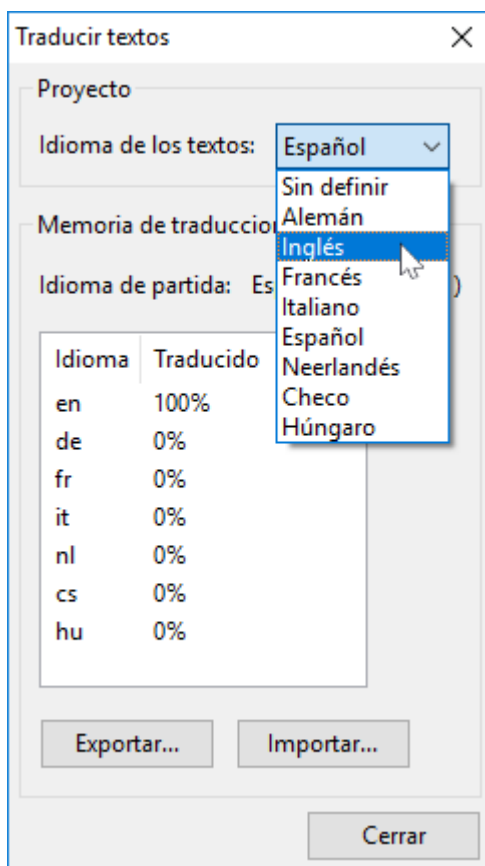 Traducir textos
Proyecto
Idioma de los textos: Español
Sin definir
Alemán
Inglés
Francés
Italiano
Español
Neerlandés
Checo
Húngaro
Memoria de traduccion
Idioma de partida: Es )
Idioma Traducido
en 100%
de 0%
fr 0%
it 0%
nl 0%
cs 0%
hu 0%
Exportar... Importar...
Cerrar